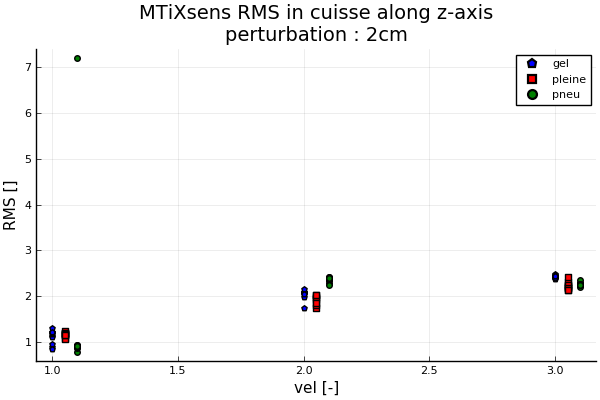 MTiXsens RMS in cuisse along z-axis
perturbation : 2cm
gel
pleine
pneu
RMS []
7
6
5
4
3
2
1
1.0 1.5 2.0 2.5 3.0
vel [-]